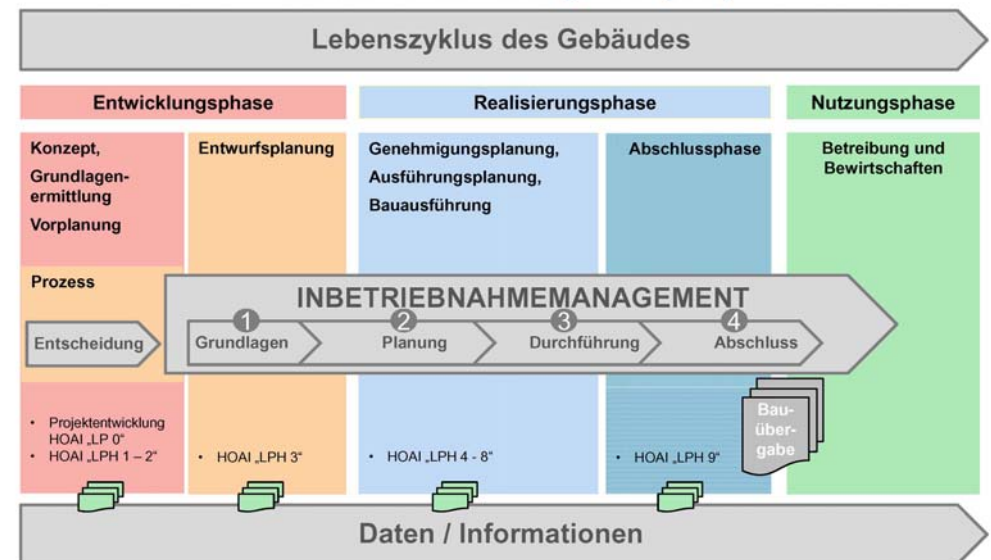 Lebenszyklus des Gebäudes
Entwicklungsphase
Realisierungsphase
Nutzungsphase
Konzept,
Grundlagen-
ermittlung
Vorplanung
Entwurfsplanung
Genehmigungsplanung,
Ausführungsplanung,
Bauausführung
Abschlussphase
Betreibung und
Bewirtschaften
Prozess
INBETRIEBNAHMEMANAGEMENT
Entscheidung
1
Grundlagen
2
Planung
3
Durchführung
4
Abschluss
• Projektentwicklung
HOAI „LP 0“
• HOAI „LPH 1 – 2“
• HOAI „LPH 3“
• HOAI „LPH 4 - 8“
• HOAI „LPH 9“
Bau-
über-
gabe
Daten / Informationen